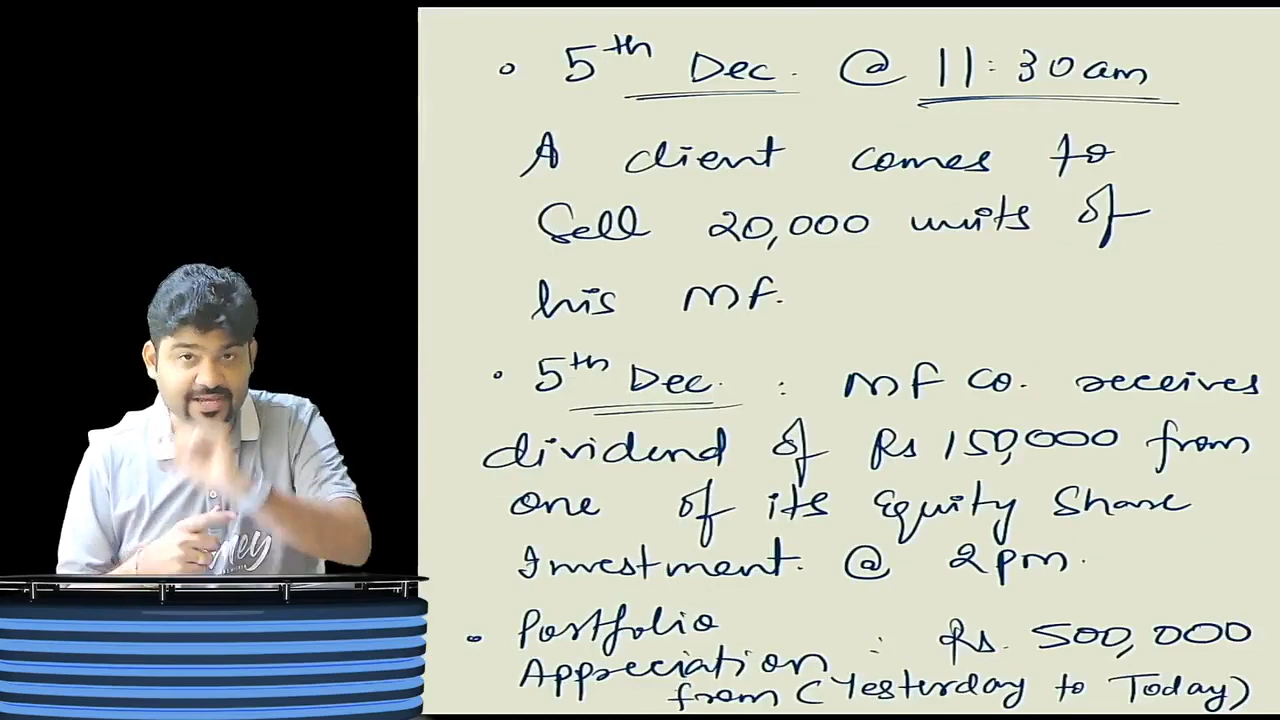 • 5th Dec. @ 11:30am
A client comes to
Sell 20,000 units of
his MF.
• 5th Dec. : MF Co. receives
dividend of Rs 150,000 from
one of its Equity Share
Investment. @ 2pm.
• Portfolio
Appreciation : Rs. 500,000
from (Yesterday to Today)